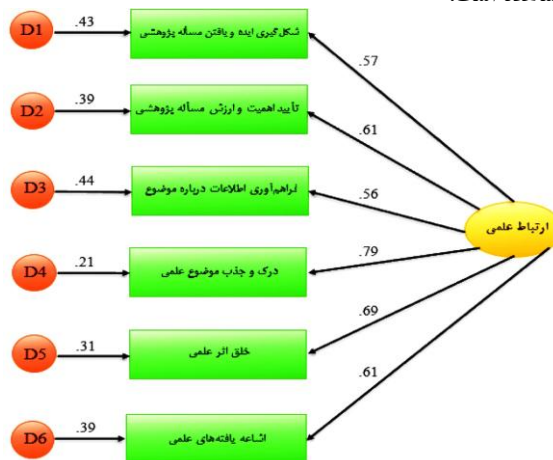 D1 .43 شکل‌گیری ایده و یافتن مسأله پژوهشی .57
D2 .39 تأیید اهمیت و ارزش مسأله پژوهشی .61
D3 .44 فراهم‌آوری اطلاعات درباره موضوع .56
ارتباط علمی
D4 .21 درک و جذب موضوع علمی .79
D5 .31 خلق اثر علمی .69
D6 .39 اشاعه یافته‌های علمی .61